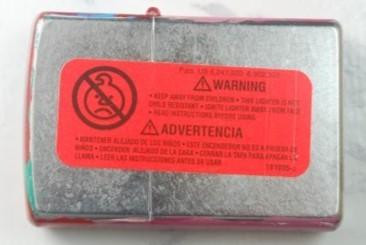 Pats. US 6,247,920 6,902,393
⚠WARNING
• KEEP AWAY FROM CHILDREN • THIS LIGHTER IS NOT
CHILD RESISTANT • IGNITE LIGHTER AWAY FROM FACE
• READ INSTRUCTIONS BEFORE USING
⚠ADVERTENCIA
• MANTENER ALEJADO DE LOS NIÑOS • ESTE ENCENDEDOR NO ES A PRUEBA DE
NIÑOS • ENCENDER ALEJADO DE LA CARA • CERRAR LA TAPA PARA APAGAR LA
LLAMA • LEER LAS INSTRUCCIONES ANTES DE USAR